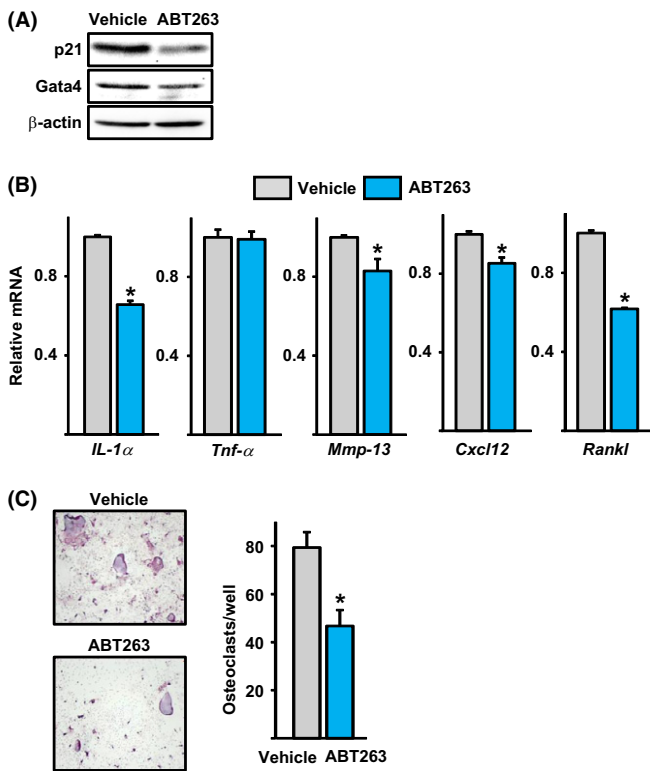 (A)
Vehicle ABT263
p21
Gata4
β-actin
(B)
Vehicle ABT263
Relative mRNA
0.8
0.4
*
IL-1α
0.8
0.4
Tnf-α
0.8
0.4
*
Mmp-13
0.8
0.4
*
Cxcl12
0.8
0.4
*
Rankl
(C)
Vehicle
ABT263
Osteoclasts/well
80
60
40
20
*
Vehicle ABT263